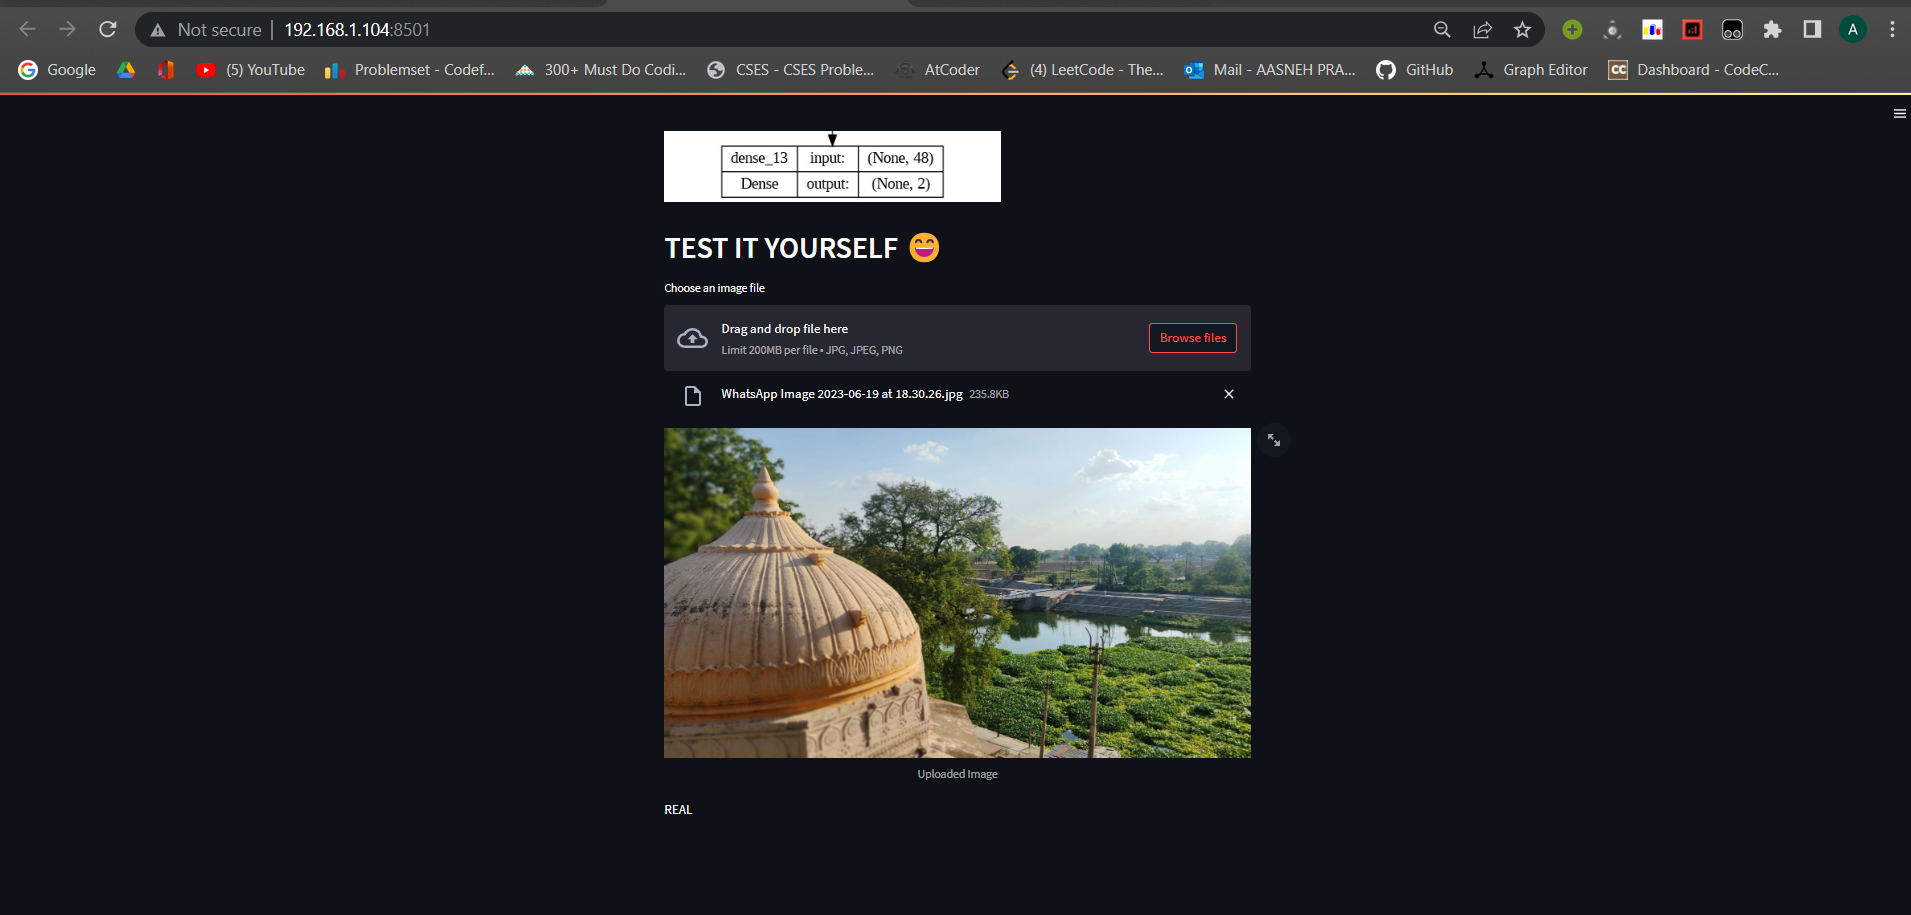 Not secure
192.168.1.104:8501
A
Google
(5) YouTube
Problemset - Codef...
300+ Must Do Codi...
CSES - CSES Proble...
AtCoder
(4) LeetCode - The...
Mail - AASNEH PRA...
GitHub
Graph Editor
CC
Dashboard - CodeC...
dense_13 input: (None, 48)
Dense output: (None, 2)
TEST IT YOURSELF 😄
Choose an image file
Drag and drop file here
Limit 200MB per file • JPG, JPEG, PNG
Browse files
WhatsApp Image 2023-06-19 at 18.30.26.jpg 235.8KB
Uploaded Image
REAL